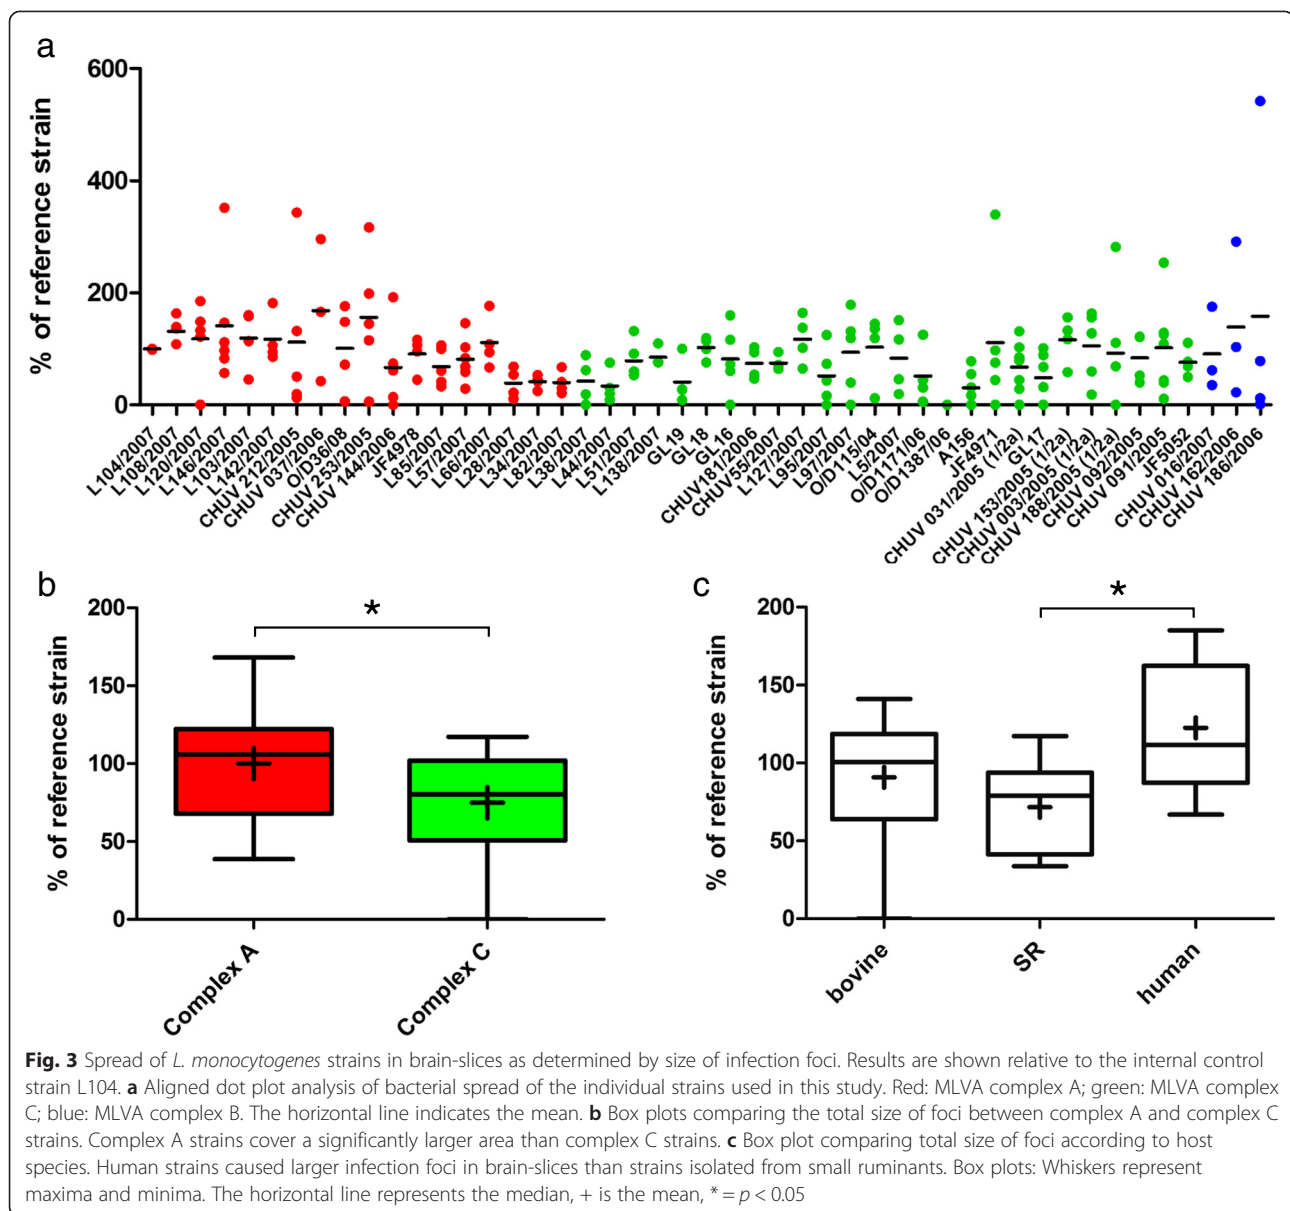 a
600
400
200
0
% of reference strain
L104/2007
L108/2007
L120/2007
L146/2007
L103/2007
L142/2007
CHUV 212/2005
CHUV 037/2006
O/D36/08
CHUV 253/2005
CHUV 144/2006
JF4978
L85/2007
L57/2007
L66/2007
L28/2007
L34/2007
L82/2007
L38/2007
L44/2007
L51/2007
L138/2007
GL19
GL18
GL16
CHUV181/2006
CHUV55/2007
L127/2007
L95/2007
L97/2007
O/D115/04
L5/2007
O/D1171/06
O/D1387/06
A156
JF4971
CHUV 031/2005 (1/2a)
GL17
CHUV 153/2005 (1/2a)
CHUV 003/2005 (1/2a)
CHUV 188/2005 (1/2a)
CHUV 092/2005
CHUV 091/2005
JF5052
CHUV 016/2007
CHUV 162/2006
CHUV 186/2006
b
200
150
100
50
0
% of reference strain
*
Complex A
Complex C
c
200
150
100
50
0
% of reference strain
*
bovine
SR
human
Fig. 3 Spread of L. monocytogenes strains in brain-slices as determined by size of infection foci. Results are shown relative to the internal control
strain L104. a Aligned dot plot analysis of bacterial spread of the individual strains used in this study. Red: MLVA complex A; green: MLVA complex
C; blue: MLVA complex B. The horizontal line indicates the mean. b Box plots comparing the total size of foci between complex A and complex C
strains. Complex A strains cover a significantly larger area than complex C strains. c Box plot comparing total size of foci according to host
species. Human strains caused larger infection foci in brain-slices than strains isolated from small ruminants. Box plots: Whiskers represent
maxima and minima. The horizontal line represents the median, + is the mean, * = p < 0.05